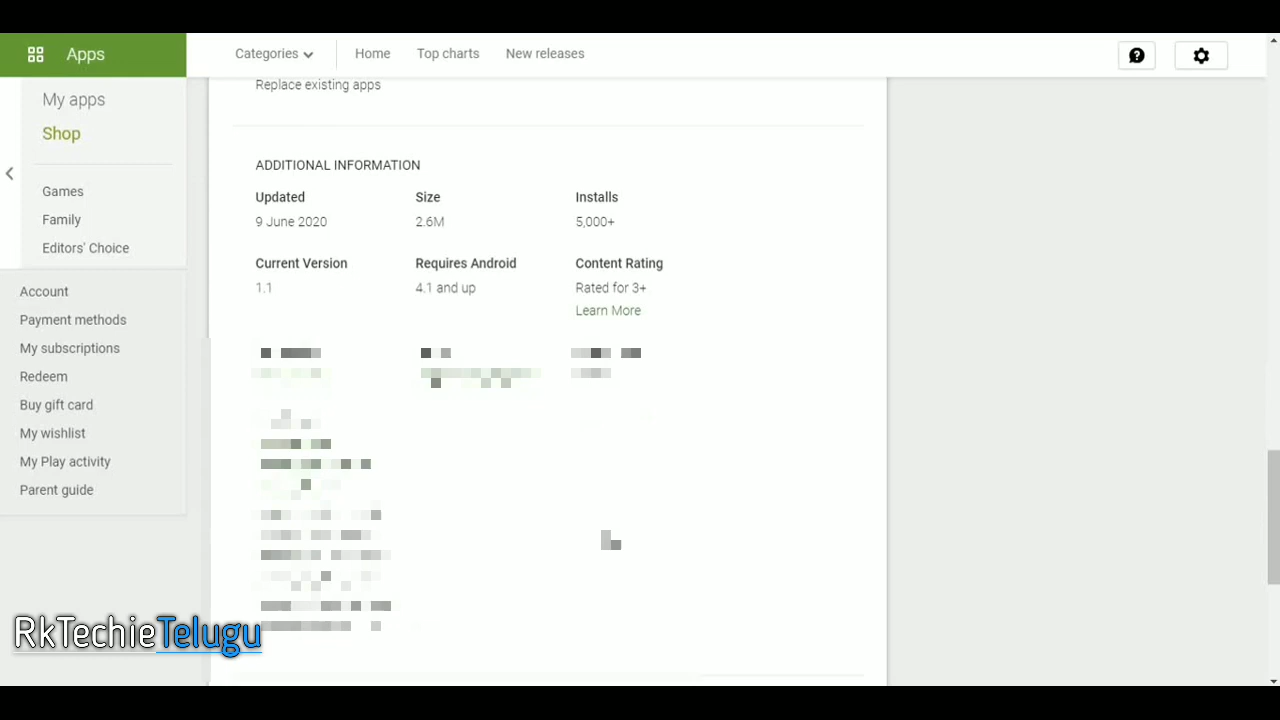 Apps
Categories Home Top charts New releases
My apps
Shop
Games
Family
Editors' Choice
Account
Payment methods
My subscriptions
Redeem
Buy gift card
My wishlist
My Play activity
Parent guide
Replace existing apps
ADDITIONAL INFORMATION
Updated Size Installs
9 June 2020 2.6M 5,000+
Current Version Requires Android Content Rating
1.1 4.1 and up Rated for 3+
Learn More
RkTechieTelugu